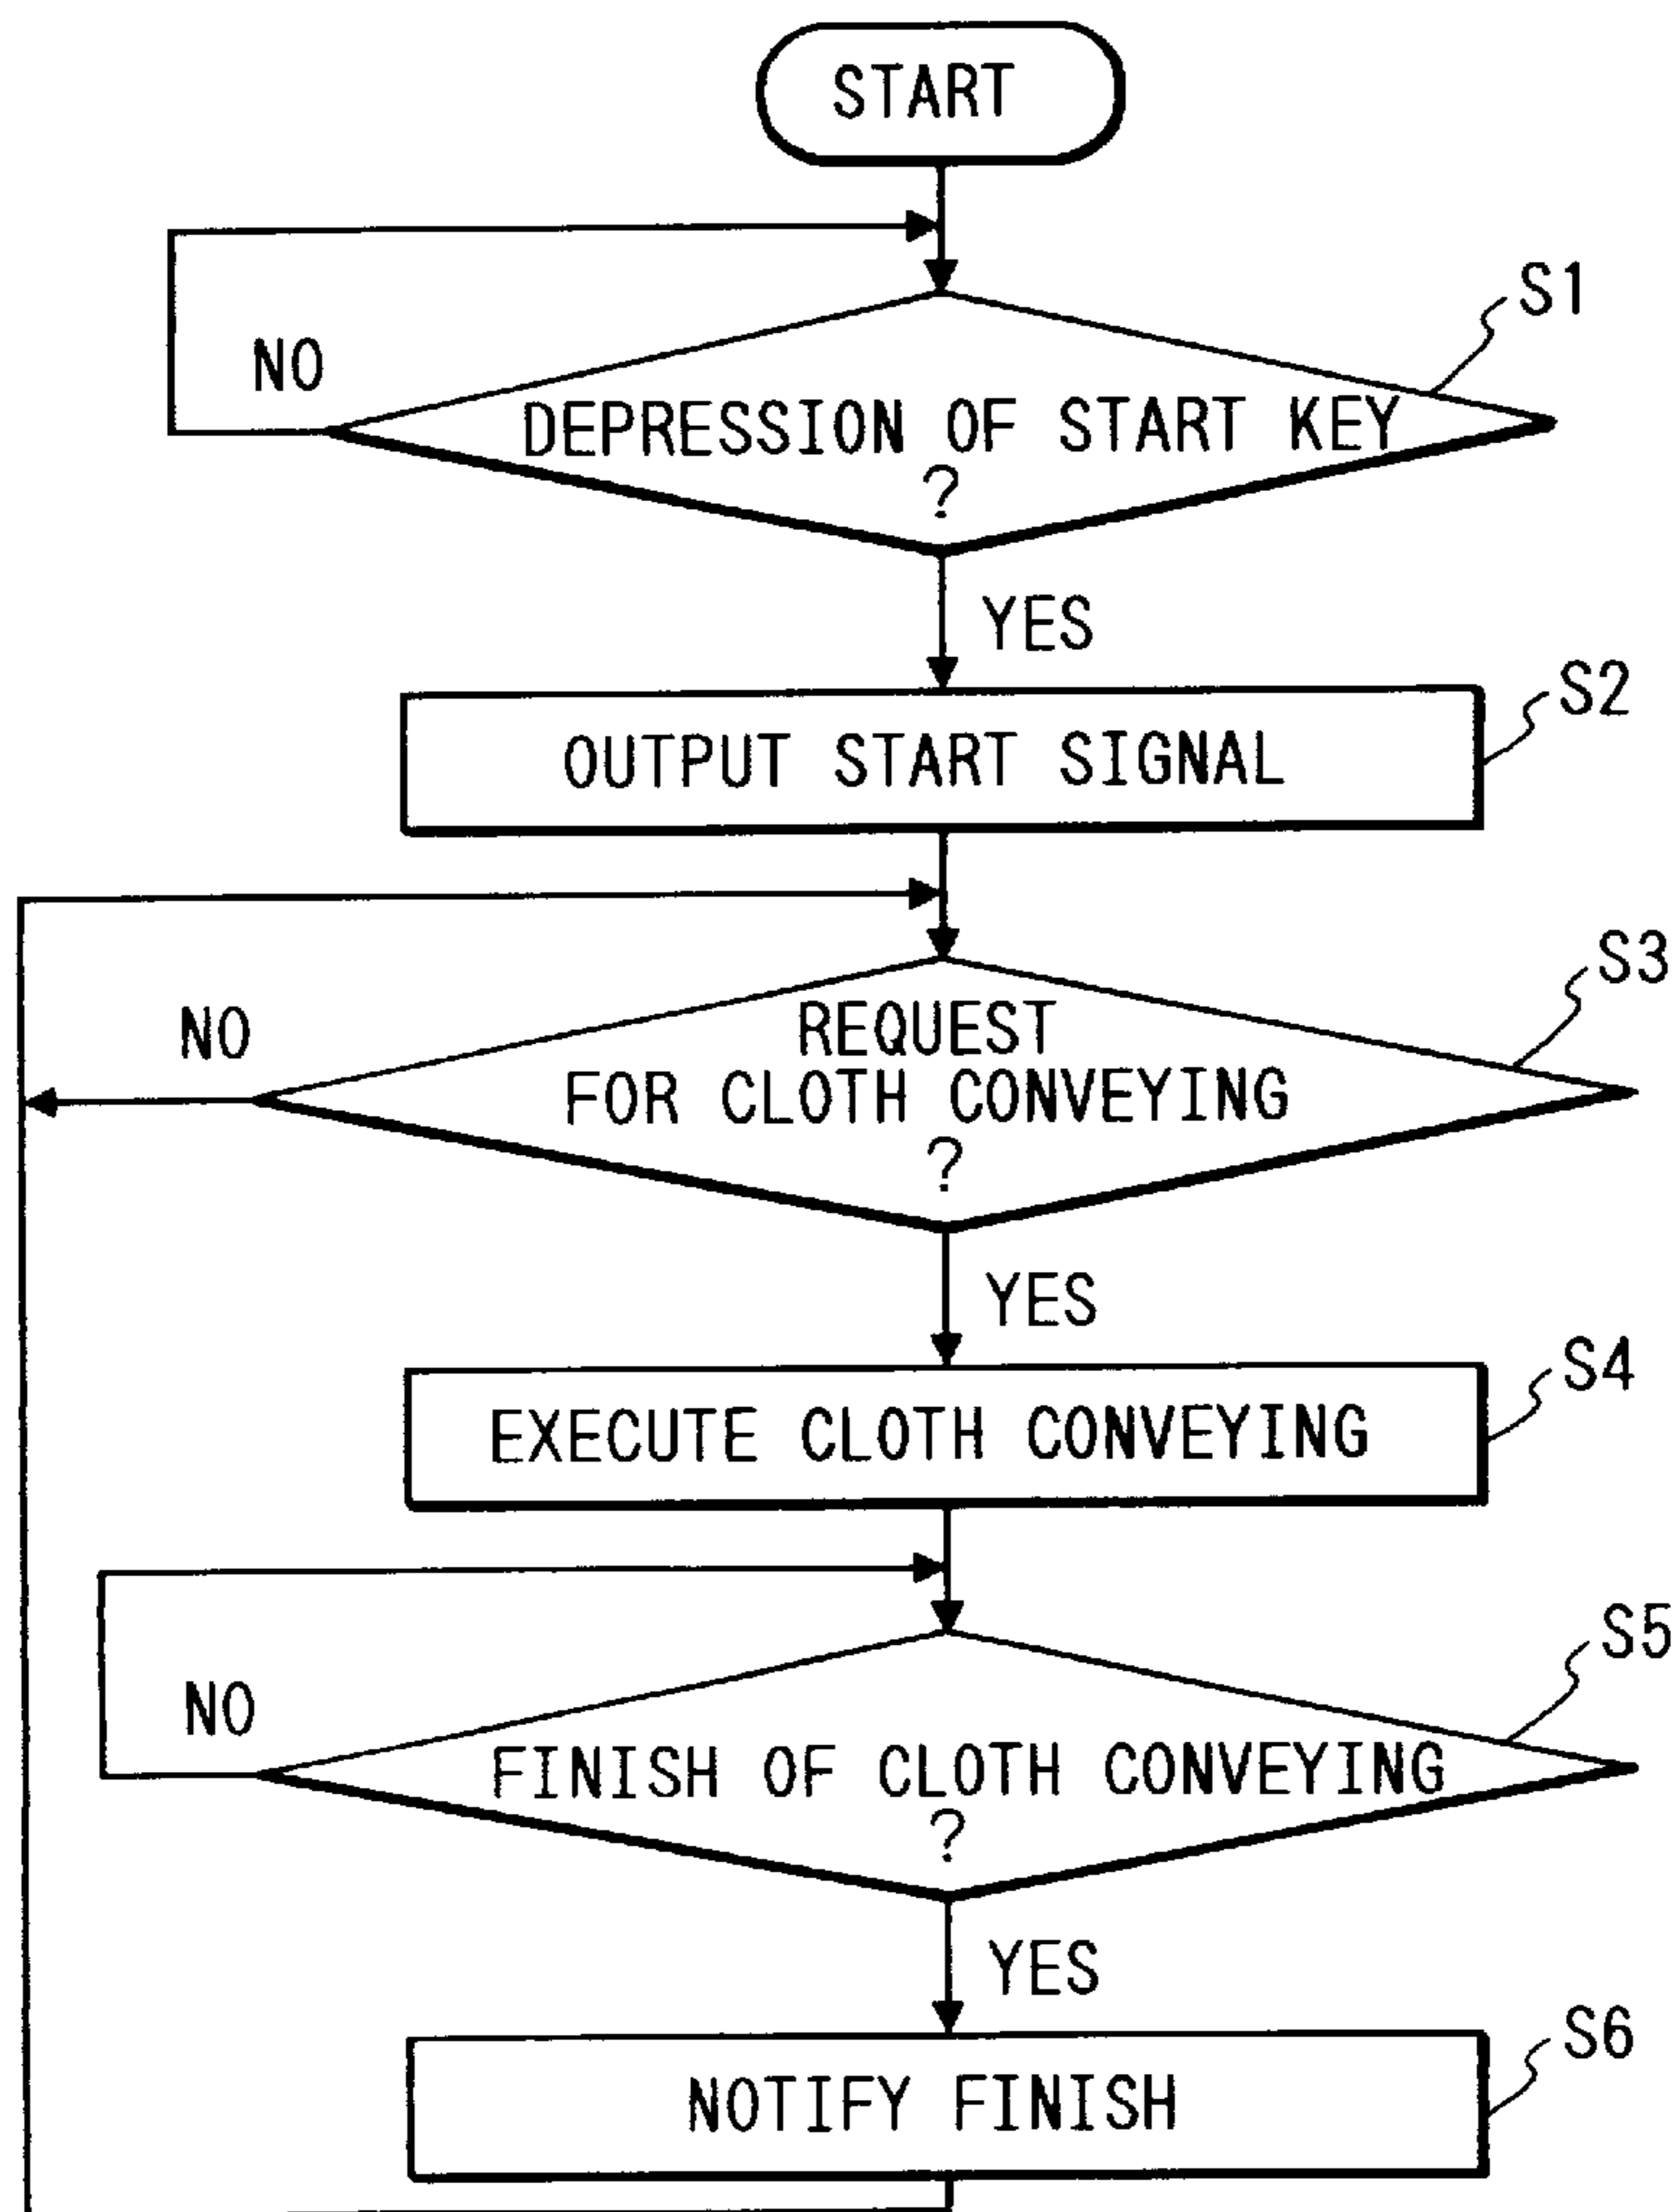 START
S1
NO
DEPRESSION OF START KEY
?
YES
S2
OUTPUT START SIGNAL
S3
NO
REQUEST
FOR CLOTH CONVEYING
?
YES
S4
EXECUTE CLOTH CONVEYING
S5
NO
FINISH OF CLOTH CONVEYING
?
YES
S6
NOTIFY FINISH